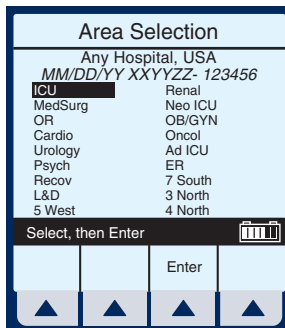 Area Selection
Any Hospital, USA
MM/DD/YY XXYYZZ- 123456
ICU Renal
MedSurg Neo ICU
OR OB/GYN
Cardio Oncol
Urology Ad ICU
Psych ER
Recov 7 South
L&D 3 North
5 West 4 North
Select, then Enter
Enter